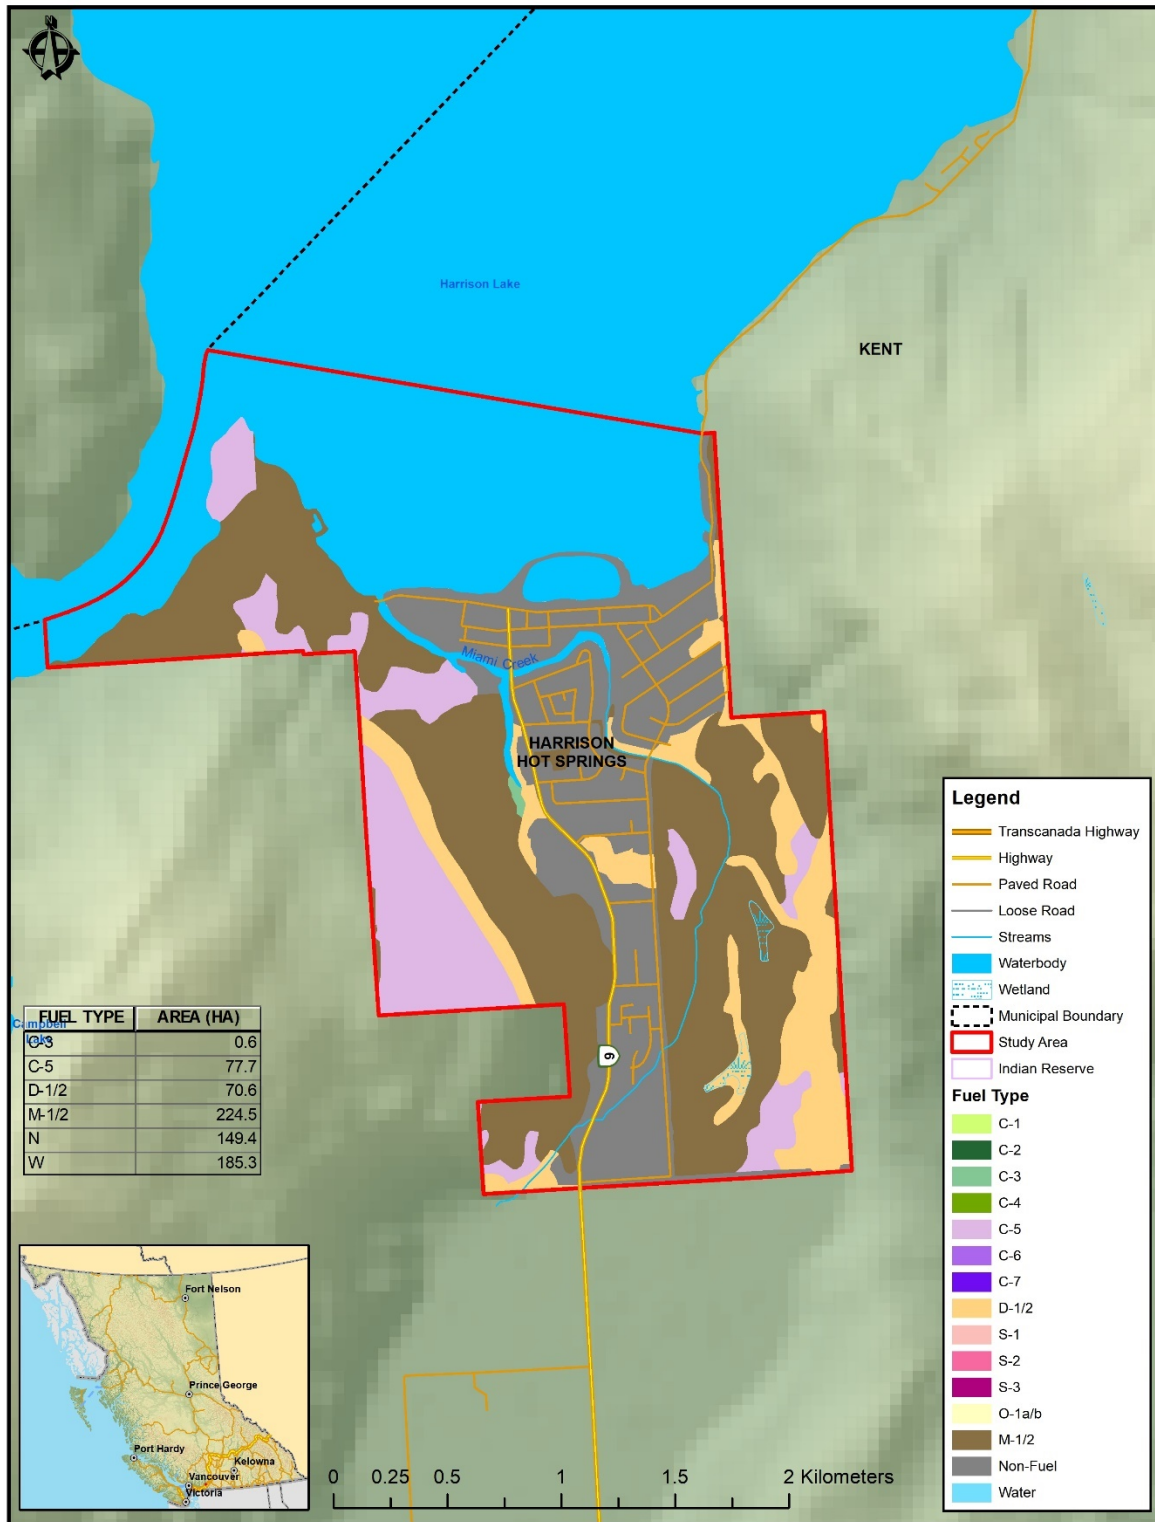 N
Harrison Lake
KENT
Miami Creek
HARRISON
HOT SPRINGS
9
Campbell
Lake
FUEL TYPE AREA (HA)
C-3 0.6
C-5 77.7
D-1/2 70.6
M-1/2 224.5
N 149.4
W 185.3
Legend
Transcanada Highway
Highway
Paved Road
Loose Road
Streams
Waterbody
Wetland
Municipal Boundary
Study Area
Indian Reserve
Fuel Type
C-1
C-2
C-3
C-4
C-5
C-6
C-7
D-1/2
S-1
S-2
S-3
O-1a/b
M-1/2
Non-Fuel
Water
Fort Nelson
Prince George
Port Hardy
Kelowna
Vancouver
Victoria
0 0.25 0.5 1 1.5 2 Kilometers